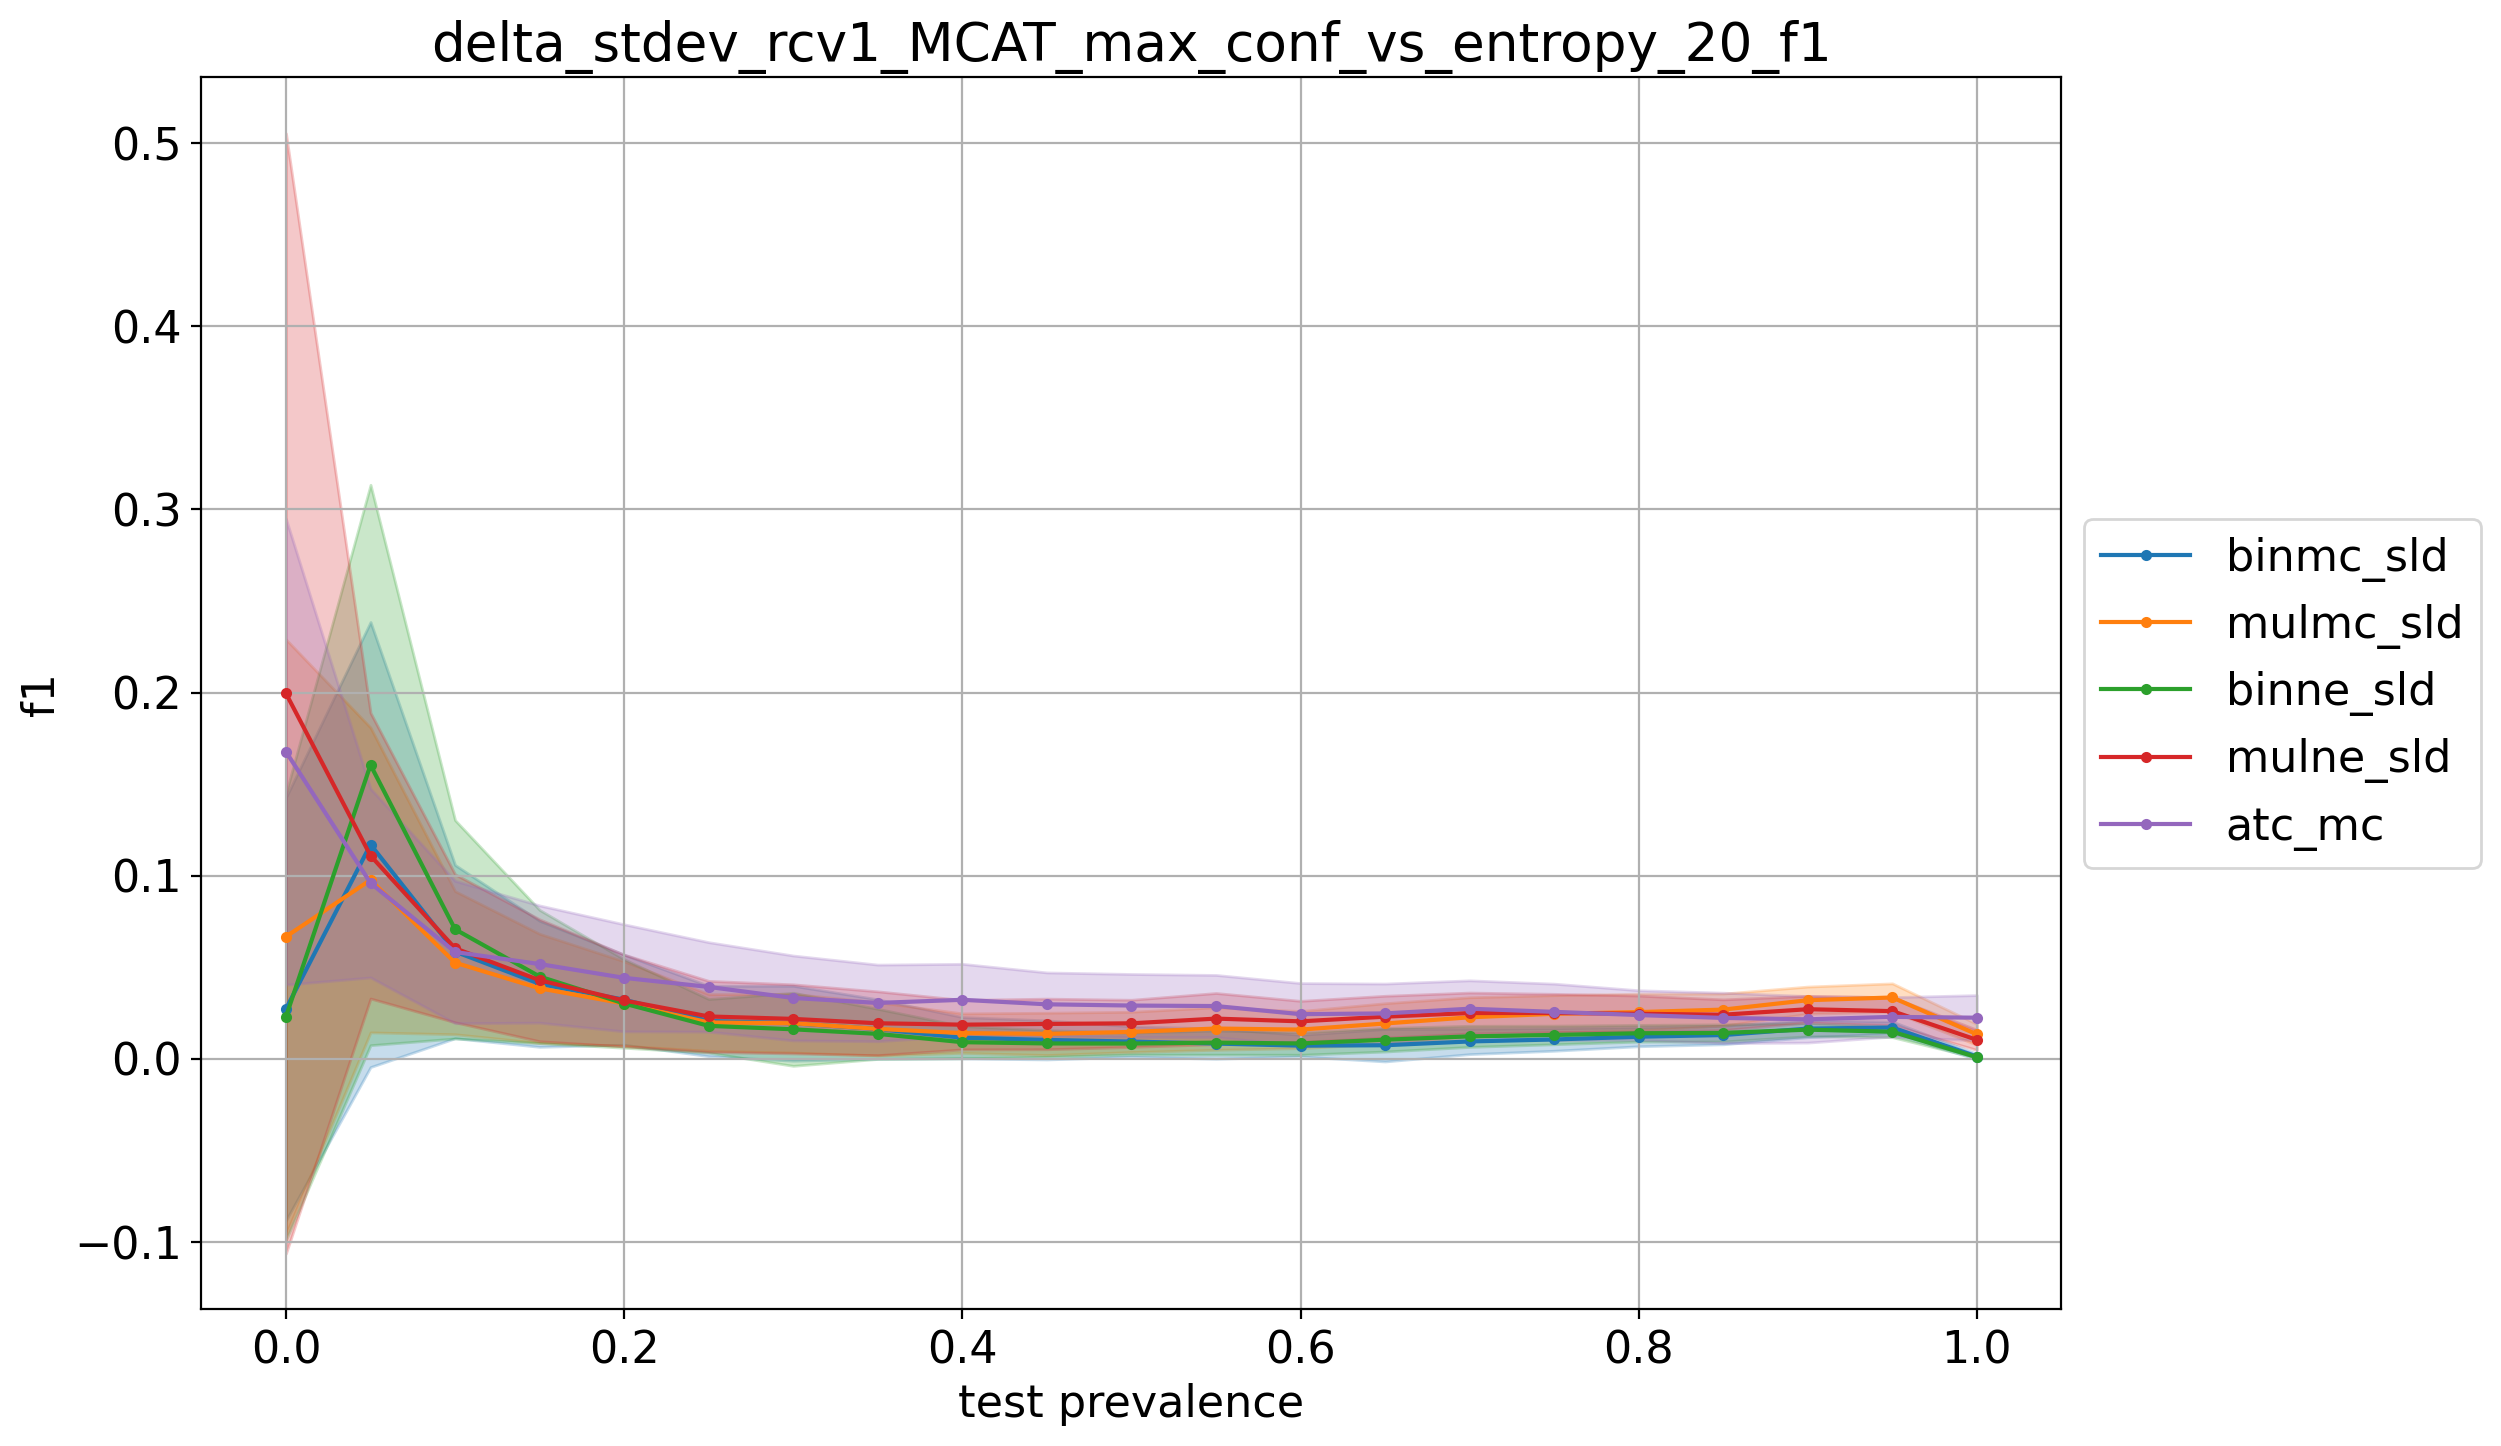 delta_stdev_rcv1_MCAT_max_conf_vs_entropy_20_f1
0.5
0.4
0.3
0.2
0.1
0.0
−0.1
f1
0.0 0.2 0.4 0.6 0.8 1.0
test prevalence
binmc_sld
mulmc_sld
binne_sld
mulne_sld
atc_mc